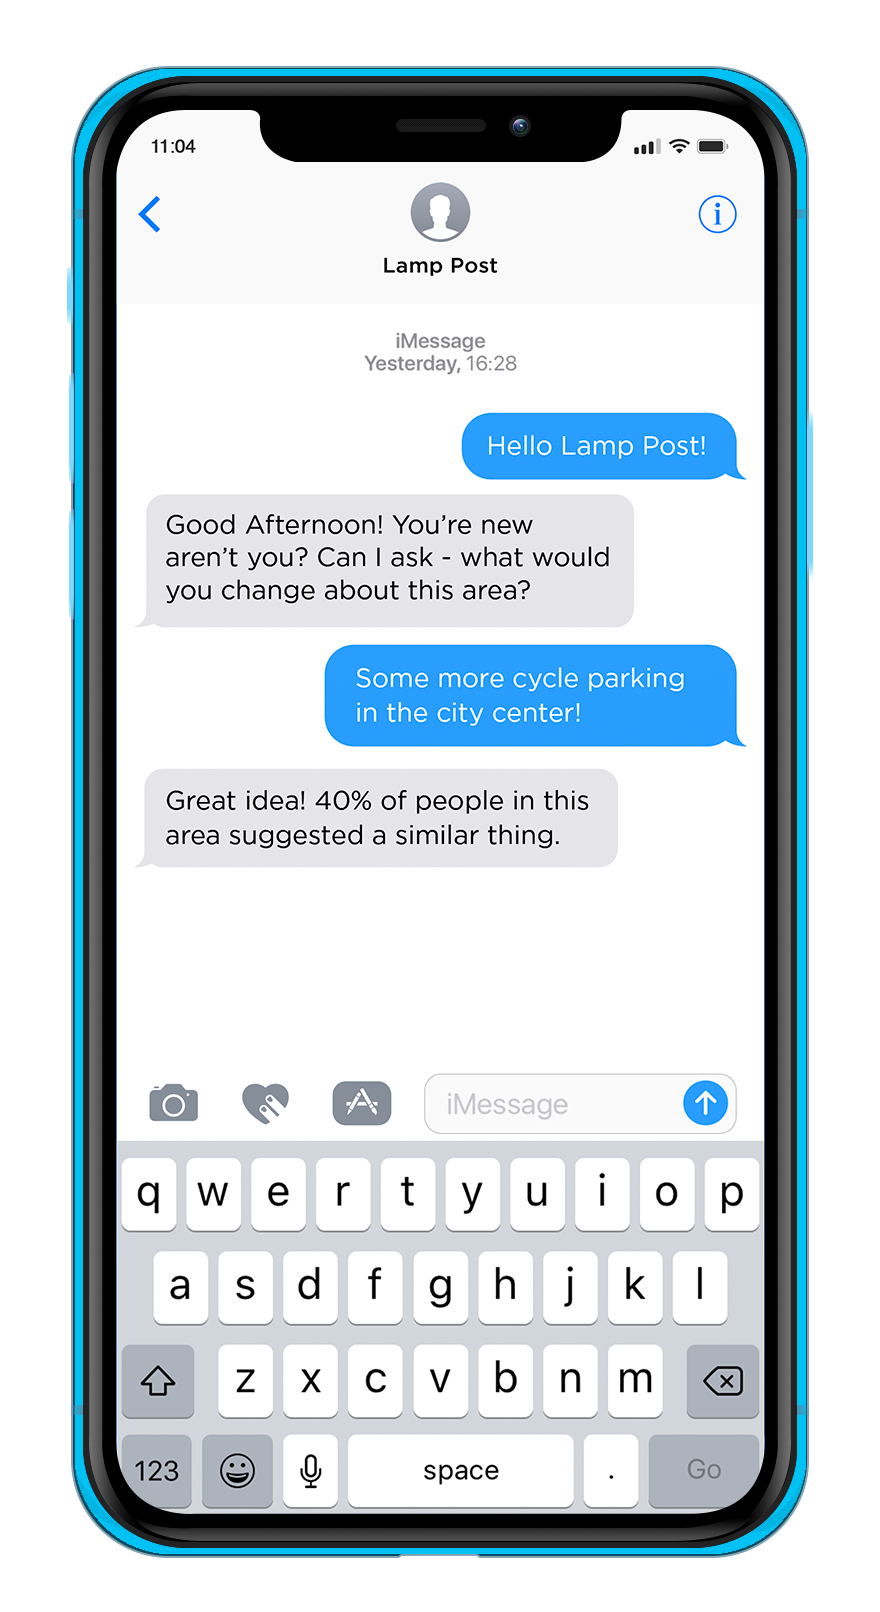 11:04
Lamp Post
iMessage
Yesterday, 16:28
Hello Lamp Post!
Good Afternoon! You’re new
aren’t you? Can I ask - what would
you change about this area?
Some more cycle parking
in the city center!
Great idea! 40% of people in this
area suggested a similar thing.
iMessage
q w e r t y u i o p
a s d f g h j k l
z x c v b n m
123 space . Go